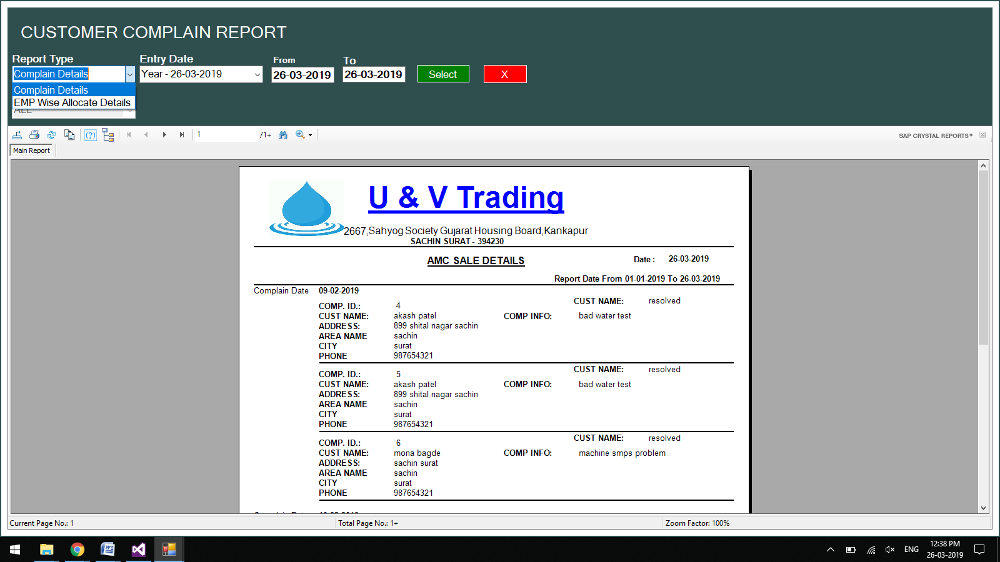 CUSTOMER COMPLAIN REPORT
Report Type Entry Date From To
Complain Details Year - 26-03-2019 26-03-2019 26-03-2019 Select X
Complain Details
EMP Wise Allocate Details
ALL
1 /1+ SAP CRYSTAL REPORTS®
Main Report
U & V Trading
2667,Sahyog Society Gujarat Housing Board,Kankapur
SACHIN SURAT - 394230
AMC SALE DETAILS Date : 26-03-2019
Report Date From 01-01-2019 To 26-03-2019
Complain Date 09-02-2019
CUST NAME: resolved
COMP. ID.: 4
CUST NAME: akash patel COMP INFO: bad water test
ADDRESS: 899 shital nagar sachin
AREA NAME sachin
CITY surat
PHONE 987654321
CUST NAME: resolved
COMP. ID.: 5
CUST NAME: akash patel COMP INFO: bad water test
ADDRESS: 899 shital nagar sachin
AREA NAME sachin
CITY surat
PHONE 987654321
CUST NAME: resolved
COMP. ID.: 6
CUST NAME: mona bagde COMP INFO: machine smps problem
ADDRESS: sachin surat
AREA NAME sachin
CITY surat
PHONE 987654321
Current Page No.: 1 Total Page No.: 1+ Zoom Factor: 100%
ENG 12:38 PM
26-03-2019